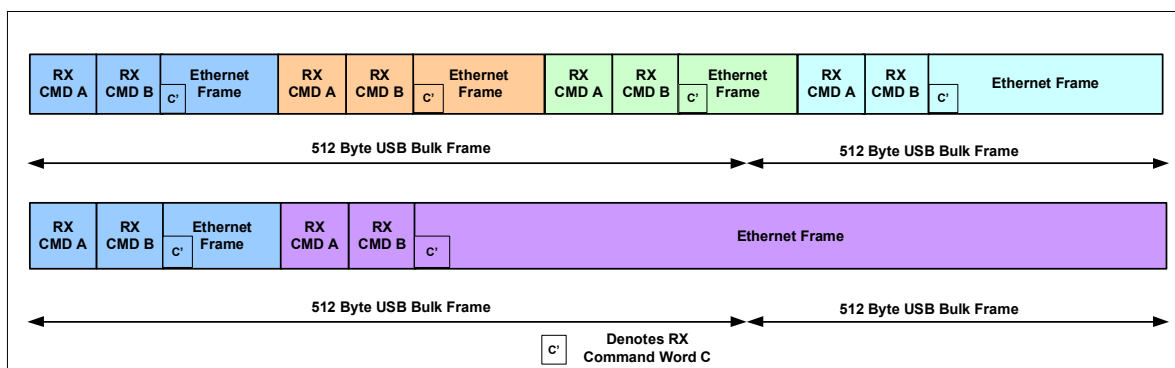 RX CMD A RX CMD B C' Ethernet Frame RX CMD A RX CMD B C' Ethernet Frame RX CMD A RX CMD B C' Ethernet Frame RX CMD A RX CMD B C' Ethernet Frame
512 Byte USB Bulk Frame 512 Byte USB Bulk Frame
RX CMD A RX CMD B C' Ethernet Frame RX CMD A RX CMD B C' Ethernet Frame
512 Byte USB Bulk Frame 512 Byte USB Bulk Frame
C' Denotes RX
Command Word C